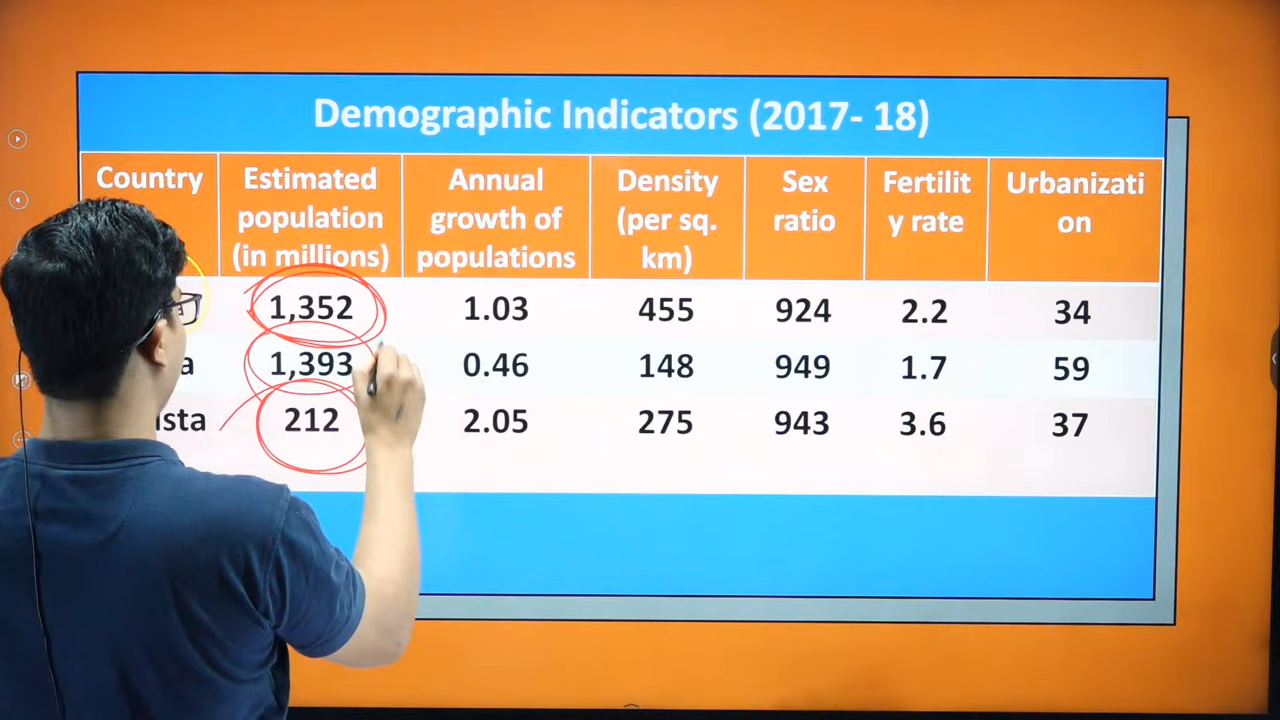 Demographic Indicators (2017- 18)
Country Estimated population (in millions) Annual growth of populations Density (per sq. km) Sex ratio Fertilit y rate Urbanizati on
1,352 1.03 455 924 2.2 34
a 1,393 0.46 148 949 1.7 59
ista 212 2.05 275 943 3.6 37